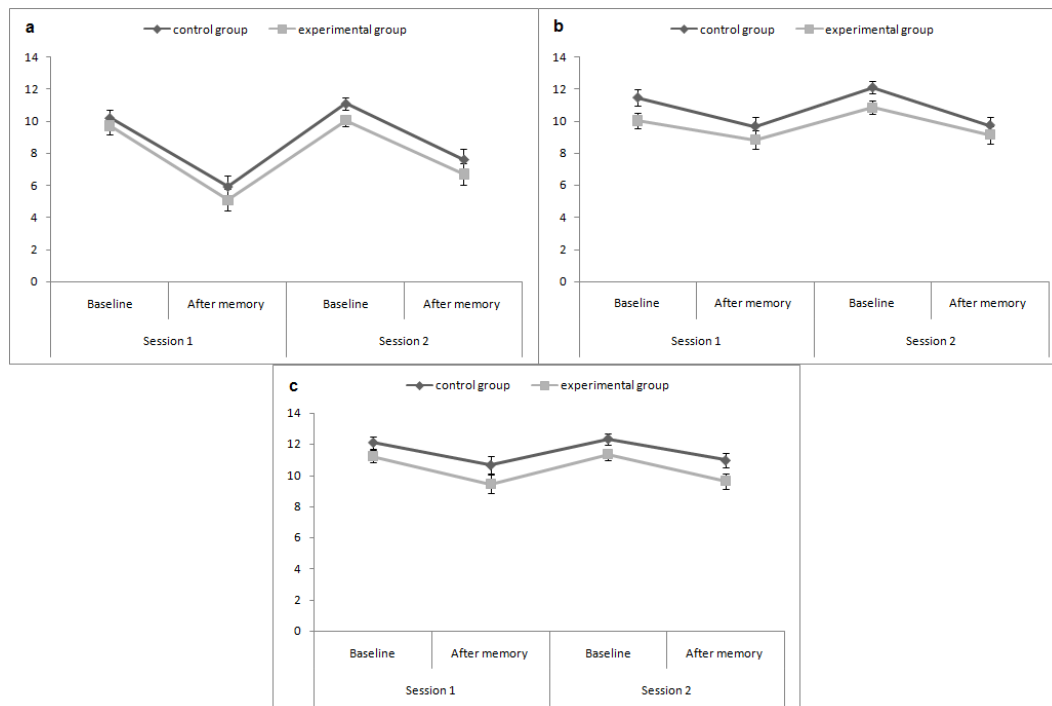 a
control group experimental group
14
12
10
8
6
4
2
0
Baseline After memory Baseline After memory
Session 1 Session 2
b
control group experimental group
14
12
10
8
6
4
2
0
Baseline After memory Baseline After memory
Session 1 Session 2
c
control group experimental group
14
12
10
8
6
4
2
0
Baseline After memory Baseline After memory
Session 1 Session 2